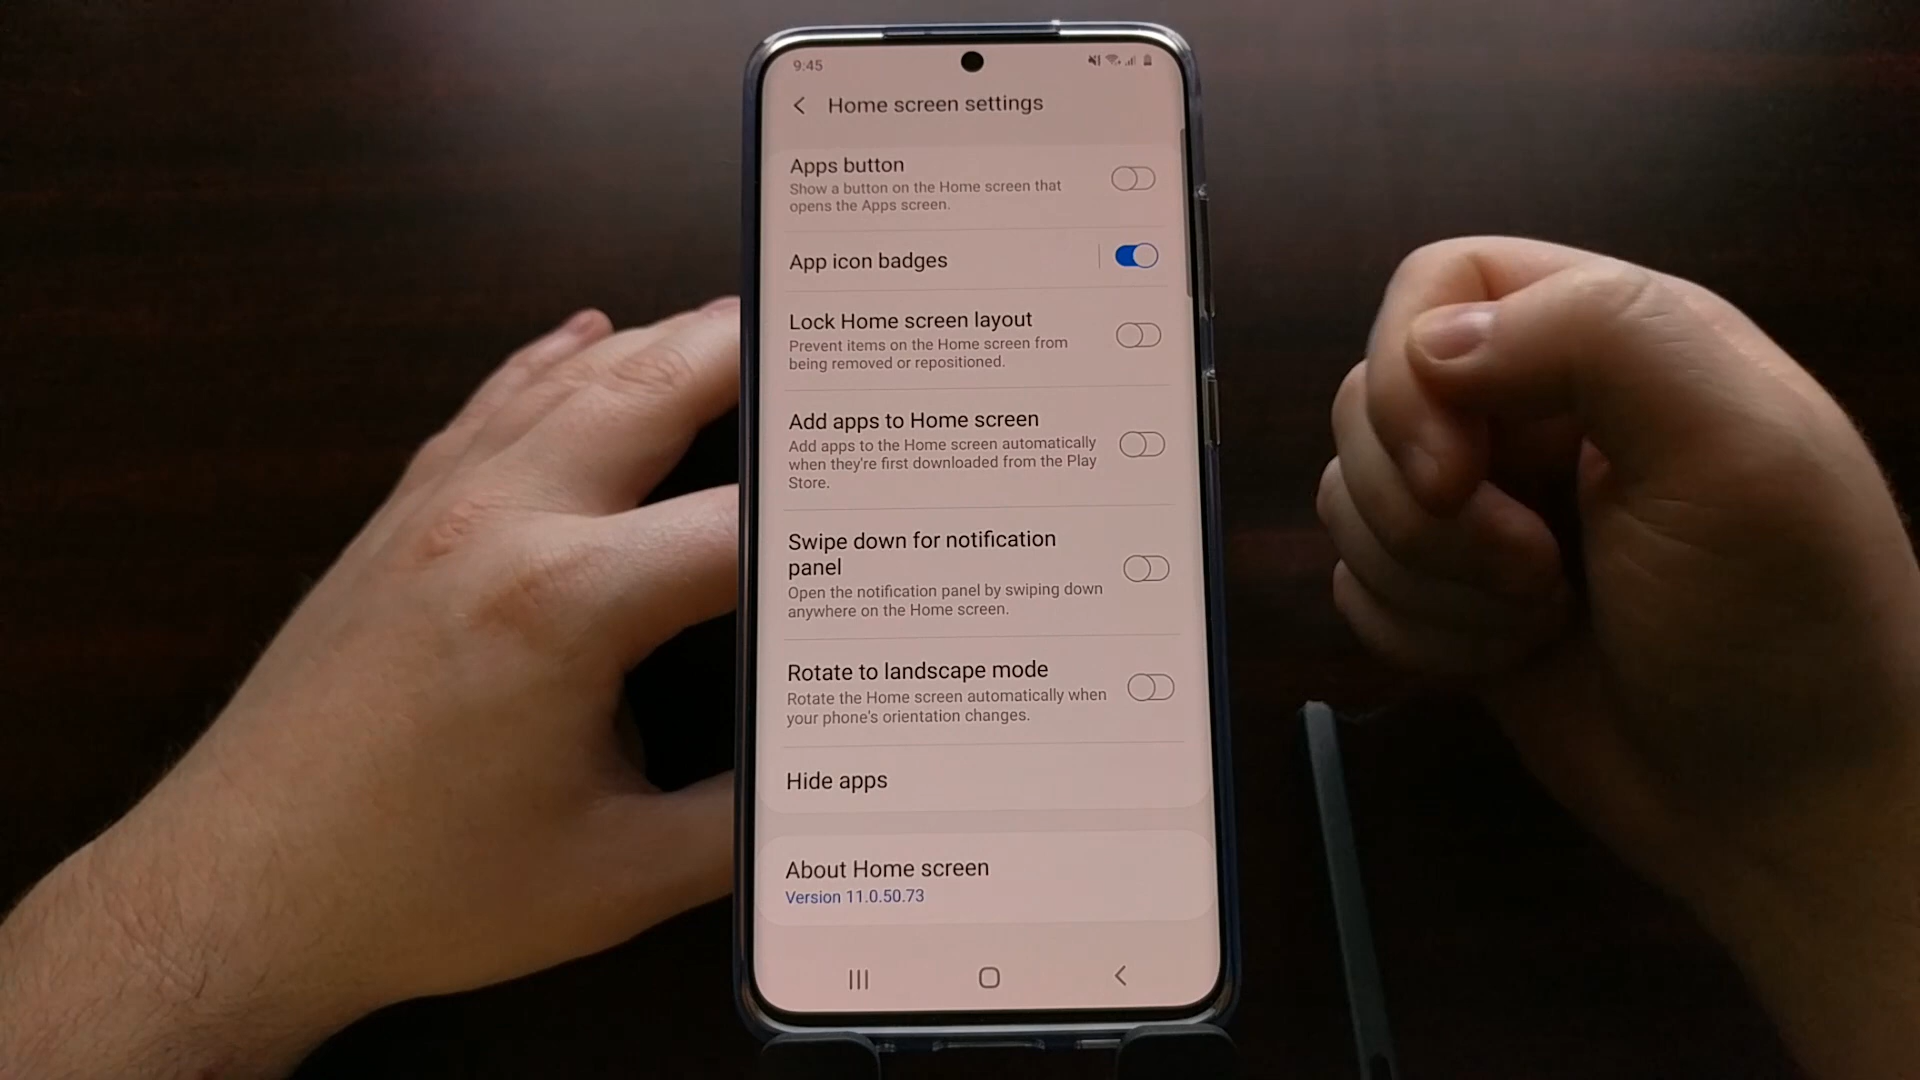 9:45
Home screen settings
Apps button
Show a button on the Home screen that
opens the Apps screen.
App icon badges
Lock Home screen layout
Prevent items on the Home screen from
being removed or repositioned.
Add apps to Home screen
Add apps to the Home screen automatically
when they're first downloaded from the Play
Store.
Swipe down for notification
panel
Open the notification panel by swiping down
anywhere on the Home screen.
Rotate to landscape mode
Rotate the Home screen automatically when
your phone's orientation changes.
Hide apps
About Home screen
Version 11.0.50.73